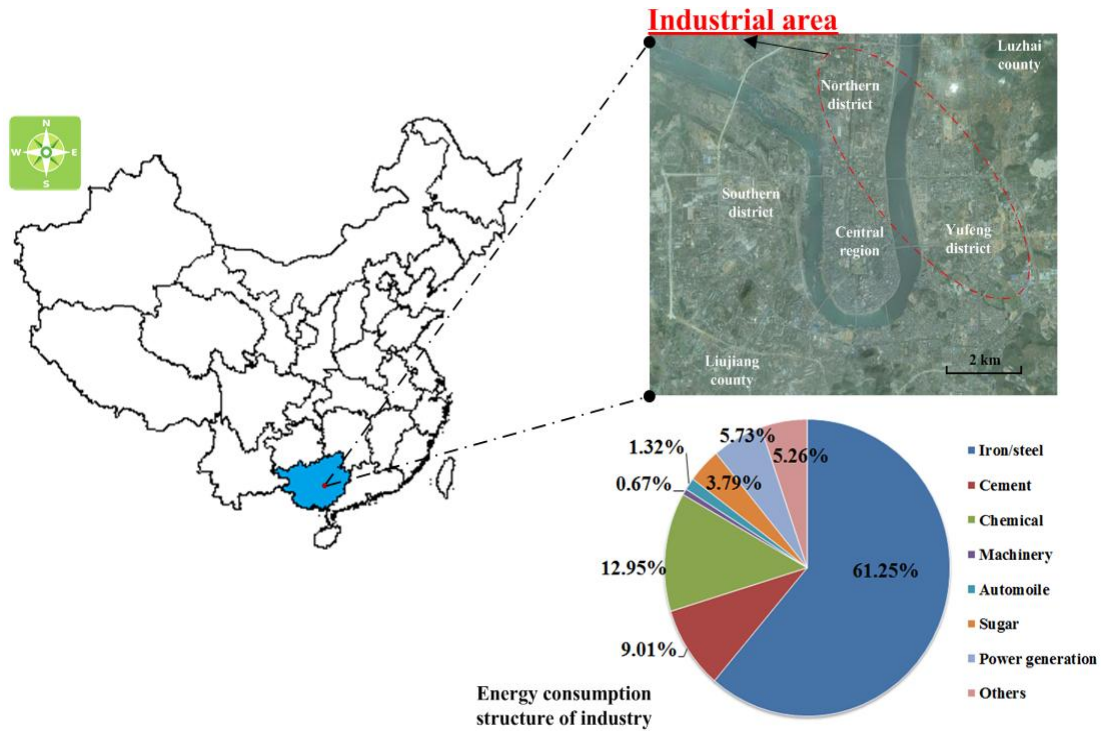 Industrial area
N
W
E
S
Luzhai
county
Northern
district
Southern
district
Central
region
Yufeng
district
Liujiang
county
2 km
1.32%
0.67%
12.95%
9.01%
3.79%
5.73%
5.26%
61.25%
Iron/steel
Cement
Chemical
Machinery
Automoile
Sugar
Power generation
Others
Energy consumption
structure of industry